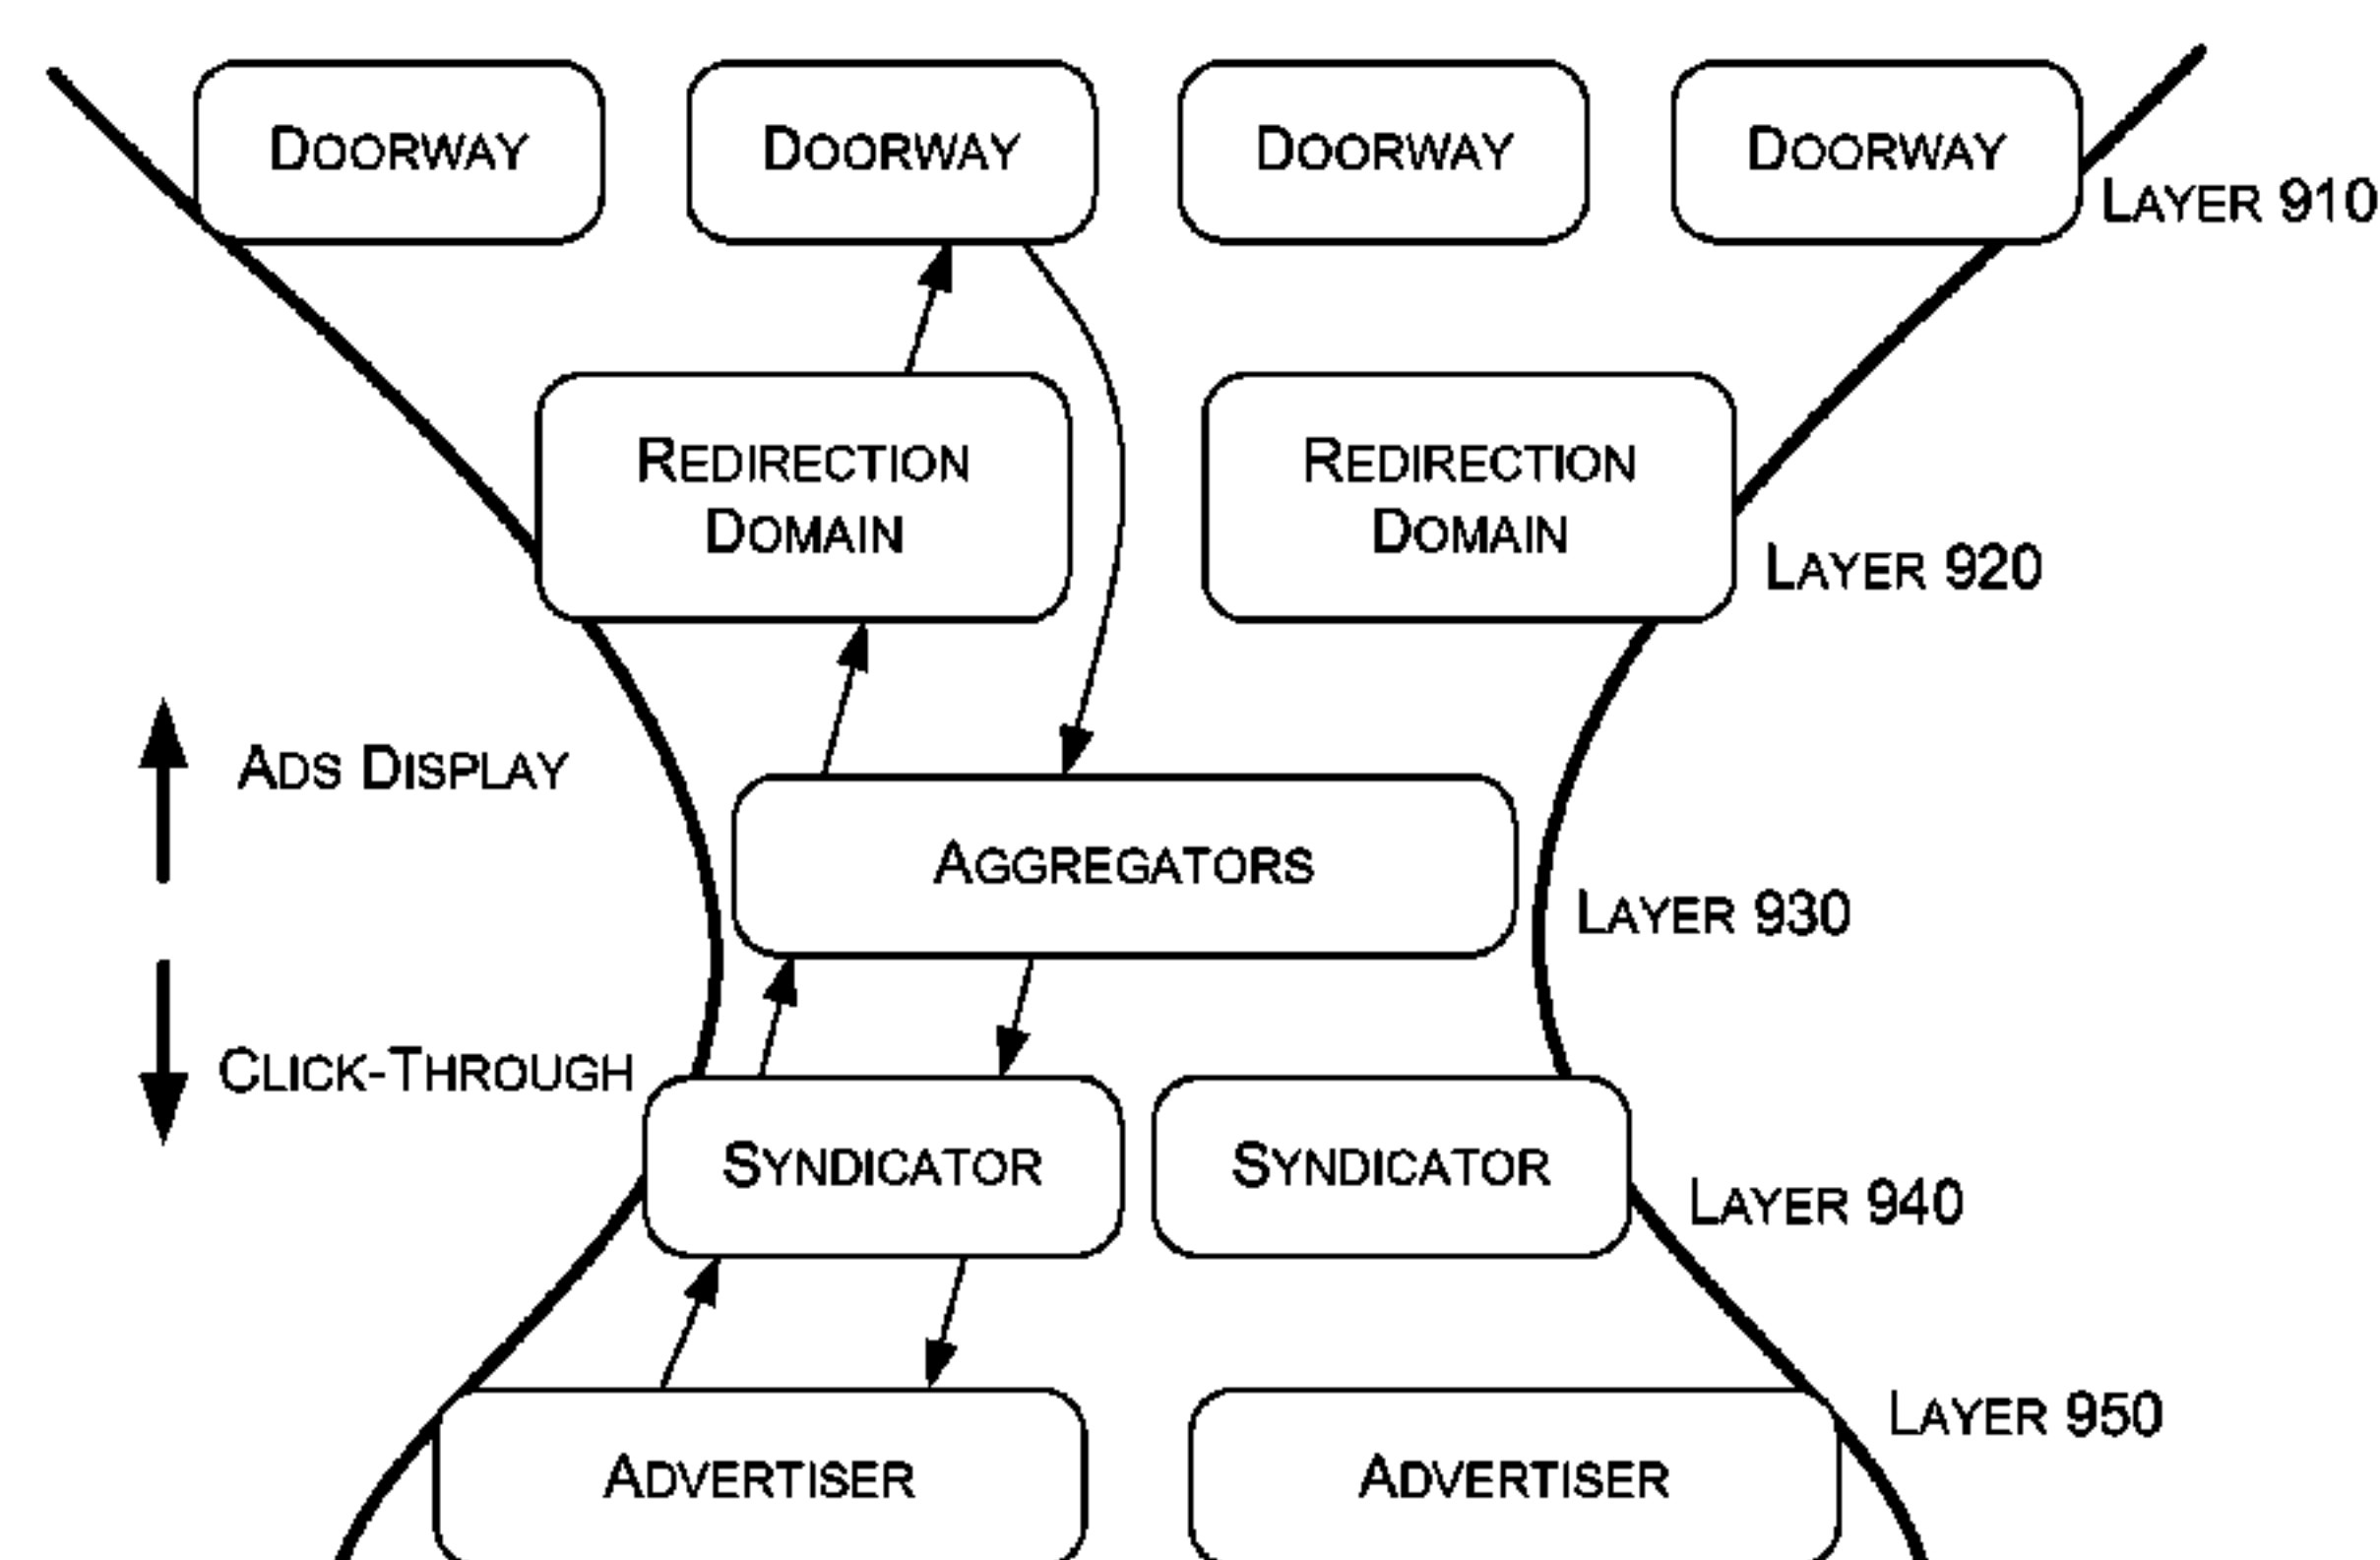 DOORWAY DOORWAY DOORWAY DOORWAY
LAYER 910
REDIRECTION
DOMAIN
REDIRECTION
DOMAIN
LAYER 920
ADS DISPLAY
AGGREGATORS
LAYER 930
CLICK-THROUGH
SYNDICATOR SYNDICATOR
LAYER 940
LAYER 950
ADVERTISER ADVERTISER